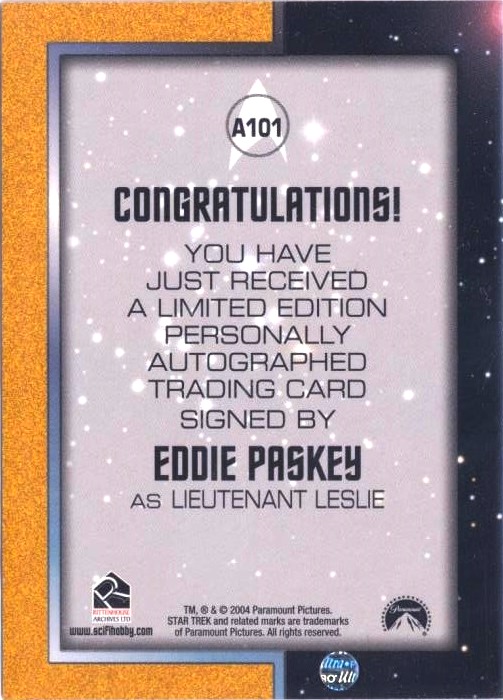 A101
CONGRATULATIONS!
YOU HAVE
JUST RECEIVED
A LIMITED EDITION
PERSONALLY
AUTOGRAPHED
TRADING CARD
SIGNED BY
EDDIE PASKEY
AS LIEUTENANT LESLIE
RITTENHOUSE
ARCHIVES LTD
www.scifihobby.com
TM, ® & © 2004 Paramount Pictures.
STAR TREK and related marks are trademarks
of Paramount Pictures. All rights reserved.
Paramount